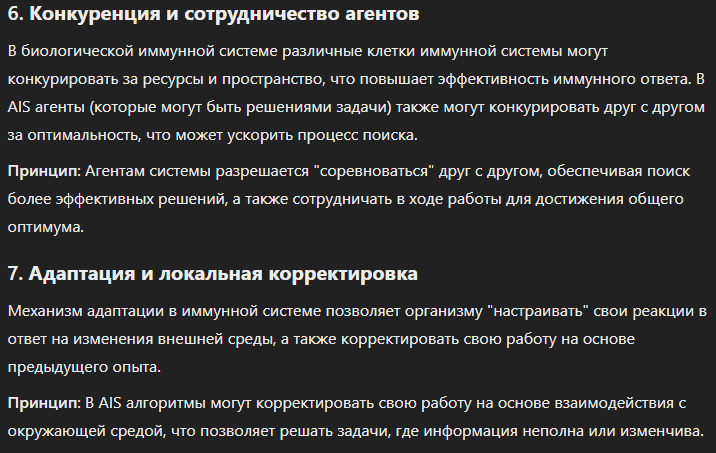 6. Конкуренция и сотрудничество агентов
В биологической иммунной системе различные клетки иммунной системы могут
конкурировать за ресурсы и пространство, что повышает эффективность иммунного ответа. В
AIS агенты (которые могут быть решениями задачи) также могут конкурировать друг с другом
за оптимальность, что может ускорить процесс поиска.
Принцип: Агентам системы разрешается "соревноваться" друг с другом, обеспечивая поиск
более эффективных решений, а также сотрудничать в ходе работы для достижения общего
оптимума.
7. Адаптация и локальная корректировка
Механизм адаптации в иммунной системе позволяет организму "настраивать" свои реакции в
ответ на изменения внешней среды, а также корректировать свою работу на основе
предыдущего опыта.
Принцип: В AIS алгоритмы могут корректировать свою работу на основе взаимодействия с
окружающей средой, что позволяет решать задачи, где информация неполна или изменчива.